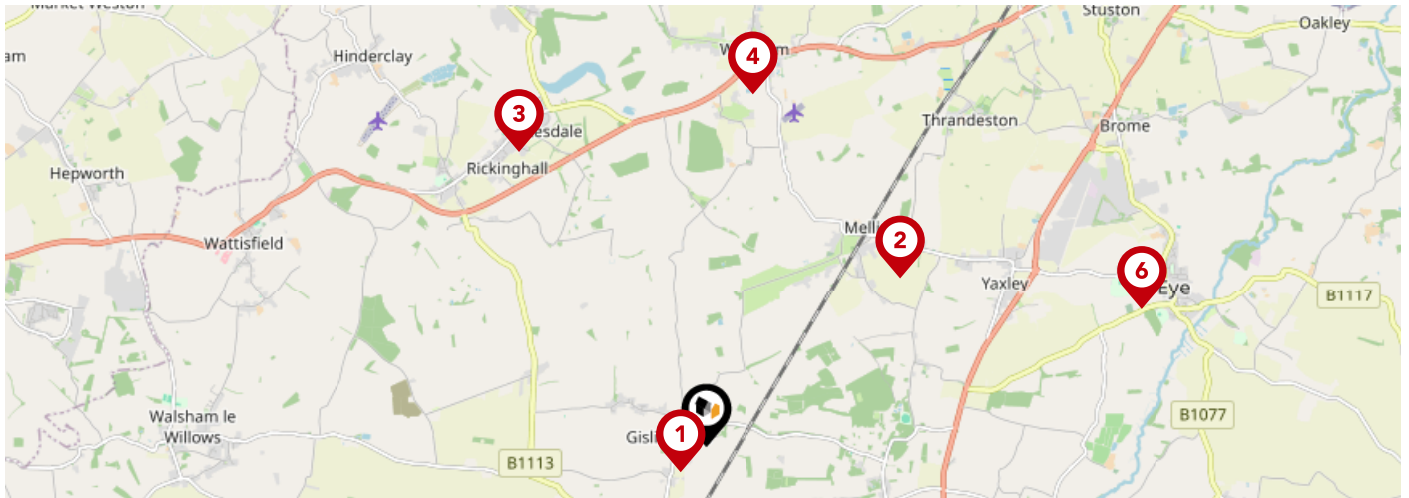 Market Weston
Stuston
Oakley
Hinderclay
4
am
3
Thrandeston
Brome
Rickinghall
Hepworth
2
Wattisfield
6
Yaxley
Eye
B1117
Walsham le
Willows
B1077
1
B1113